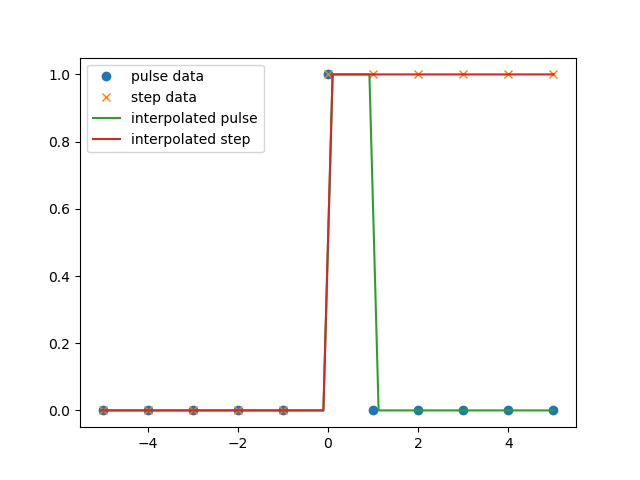 pulse data
step data
interpolated pulse
interpolated step
1.0
0.8
0.6
0.4
0.2
0.0
−4
−2
0
2
4